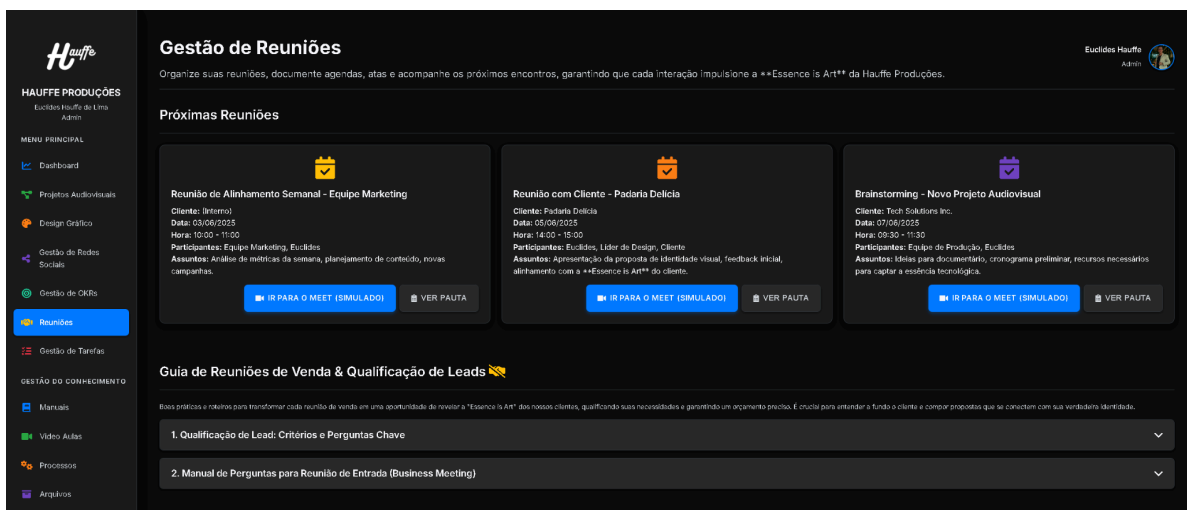 Hauffe
HAUFFE PRODUÇÕES
Euclides Hauffe de Lima
Admin
MENU PRINCIPAL
Dashboard
Projetos Audiovisuais
Design Gráfico
Gestão de Redes
Sociais
Gestão de OKRs
Reuniões
Gestão de Tarefas
GESTÃO DO CONHECIMENTO
Manuais
Video Aulas
Processos
Arquivos
Gestão de Reuniões
Organize suas reuniões, documente agendas, atas e acompanhe os próximos encontros, garantindo que cada interação impulsione a **Essence is Art** da Hauffe Produções.
Euclides Hauffe
Admin
Próximas Reuniões
Reunião de Alinhamento Semanal - Equipe Marketing
Cliente: (Interno)
Data: 03/06/2025
Hora: 10:00 - 11:00
Participantes: Equipe Marketing, Euclides
Assuntos: Análise de métricas da semana, planejamento de conteúdo, novas
campanhas.
IR PARA O MEET (SIMULADO)
VER PAUTA
Reunião com Cliente - Padaria Delícia
Cliente: Padaria Delícia
Data: 05/06/2025
Hora: 14:00 - 15:00
Participantes: Euclides, Líder de Design, Cliente
Assuntos: Apresentação da proposta de identidade visual, feedback inicial,
alinhamento com a **Essence is Art** do cliente.
IR PARA O MEET (SIMULADO)
VER PAUTA
Brainstorming - Novo Projeto Audiovisual
Cliente: Tech Solutions Inc.
Data: 07/06/2025
Hora: 09:30 - 11:30
Participantes: Equipe de Produção, Euclides
Assuntos: Ideias para documentário, cronograma preliminar, recursos necessários
para captar a essência tecnológica.
IR PARA O MEET (SIMULADO)
VER PAUTA
Guia de Reuniões de Venda & Qualificação de Leads
Boas práticas e roteiros para transformar cada reunião de venda em uma oportunidade de revelar a "Essence is Art" dos nossos clientes, qualificando suas necessidades e garantindo um orçamento preciso. É crucial para entender a fundo o cliente e compor propostas que se conectem com sua verdadeira identidade.
1. Qualificação de Lead: Critérios e Perguntas Chave
2. Manual de Perguntas para Reunião de Entrada (Business Meeting)